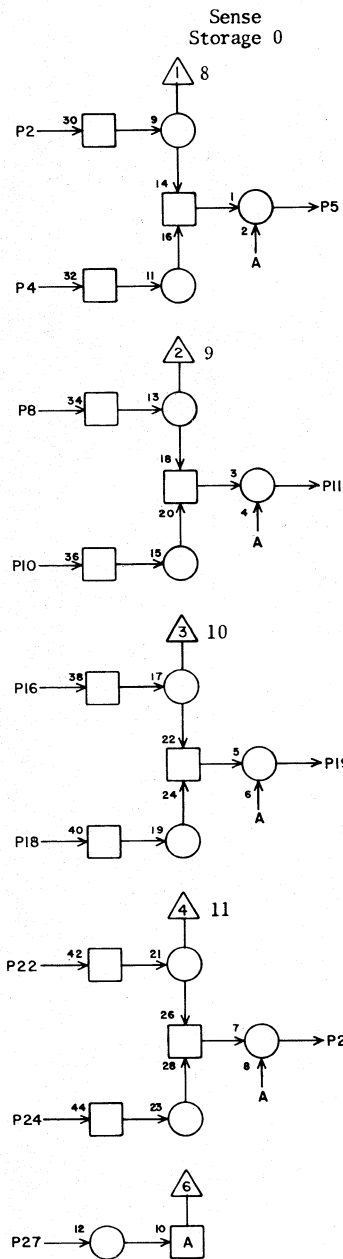 Sense
Storage 0
1 8
P2 30 9
14 1 P5
16 2
A
P4 32 11
2 9
P8 34 13
18 3 P11
20 4
A
P10 36 15
3 10
P16 38 17
22 5 P19
24 6
A
P18 40 19
4 11
P22 42 21
26 7 P2
28 8
A
P24 44 23
6
P27 12 10 A